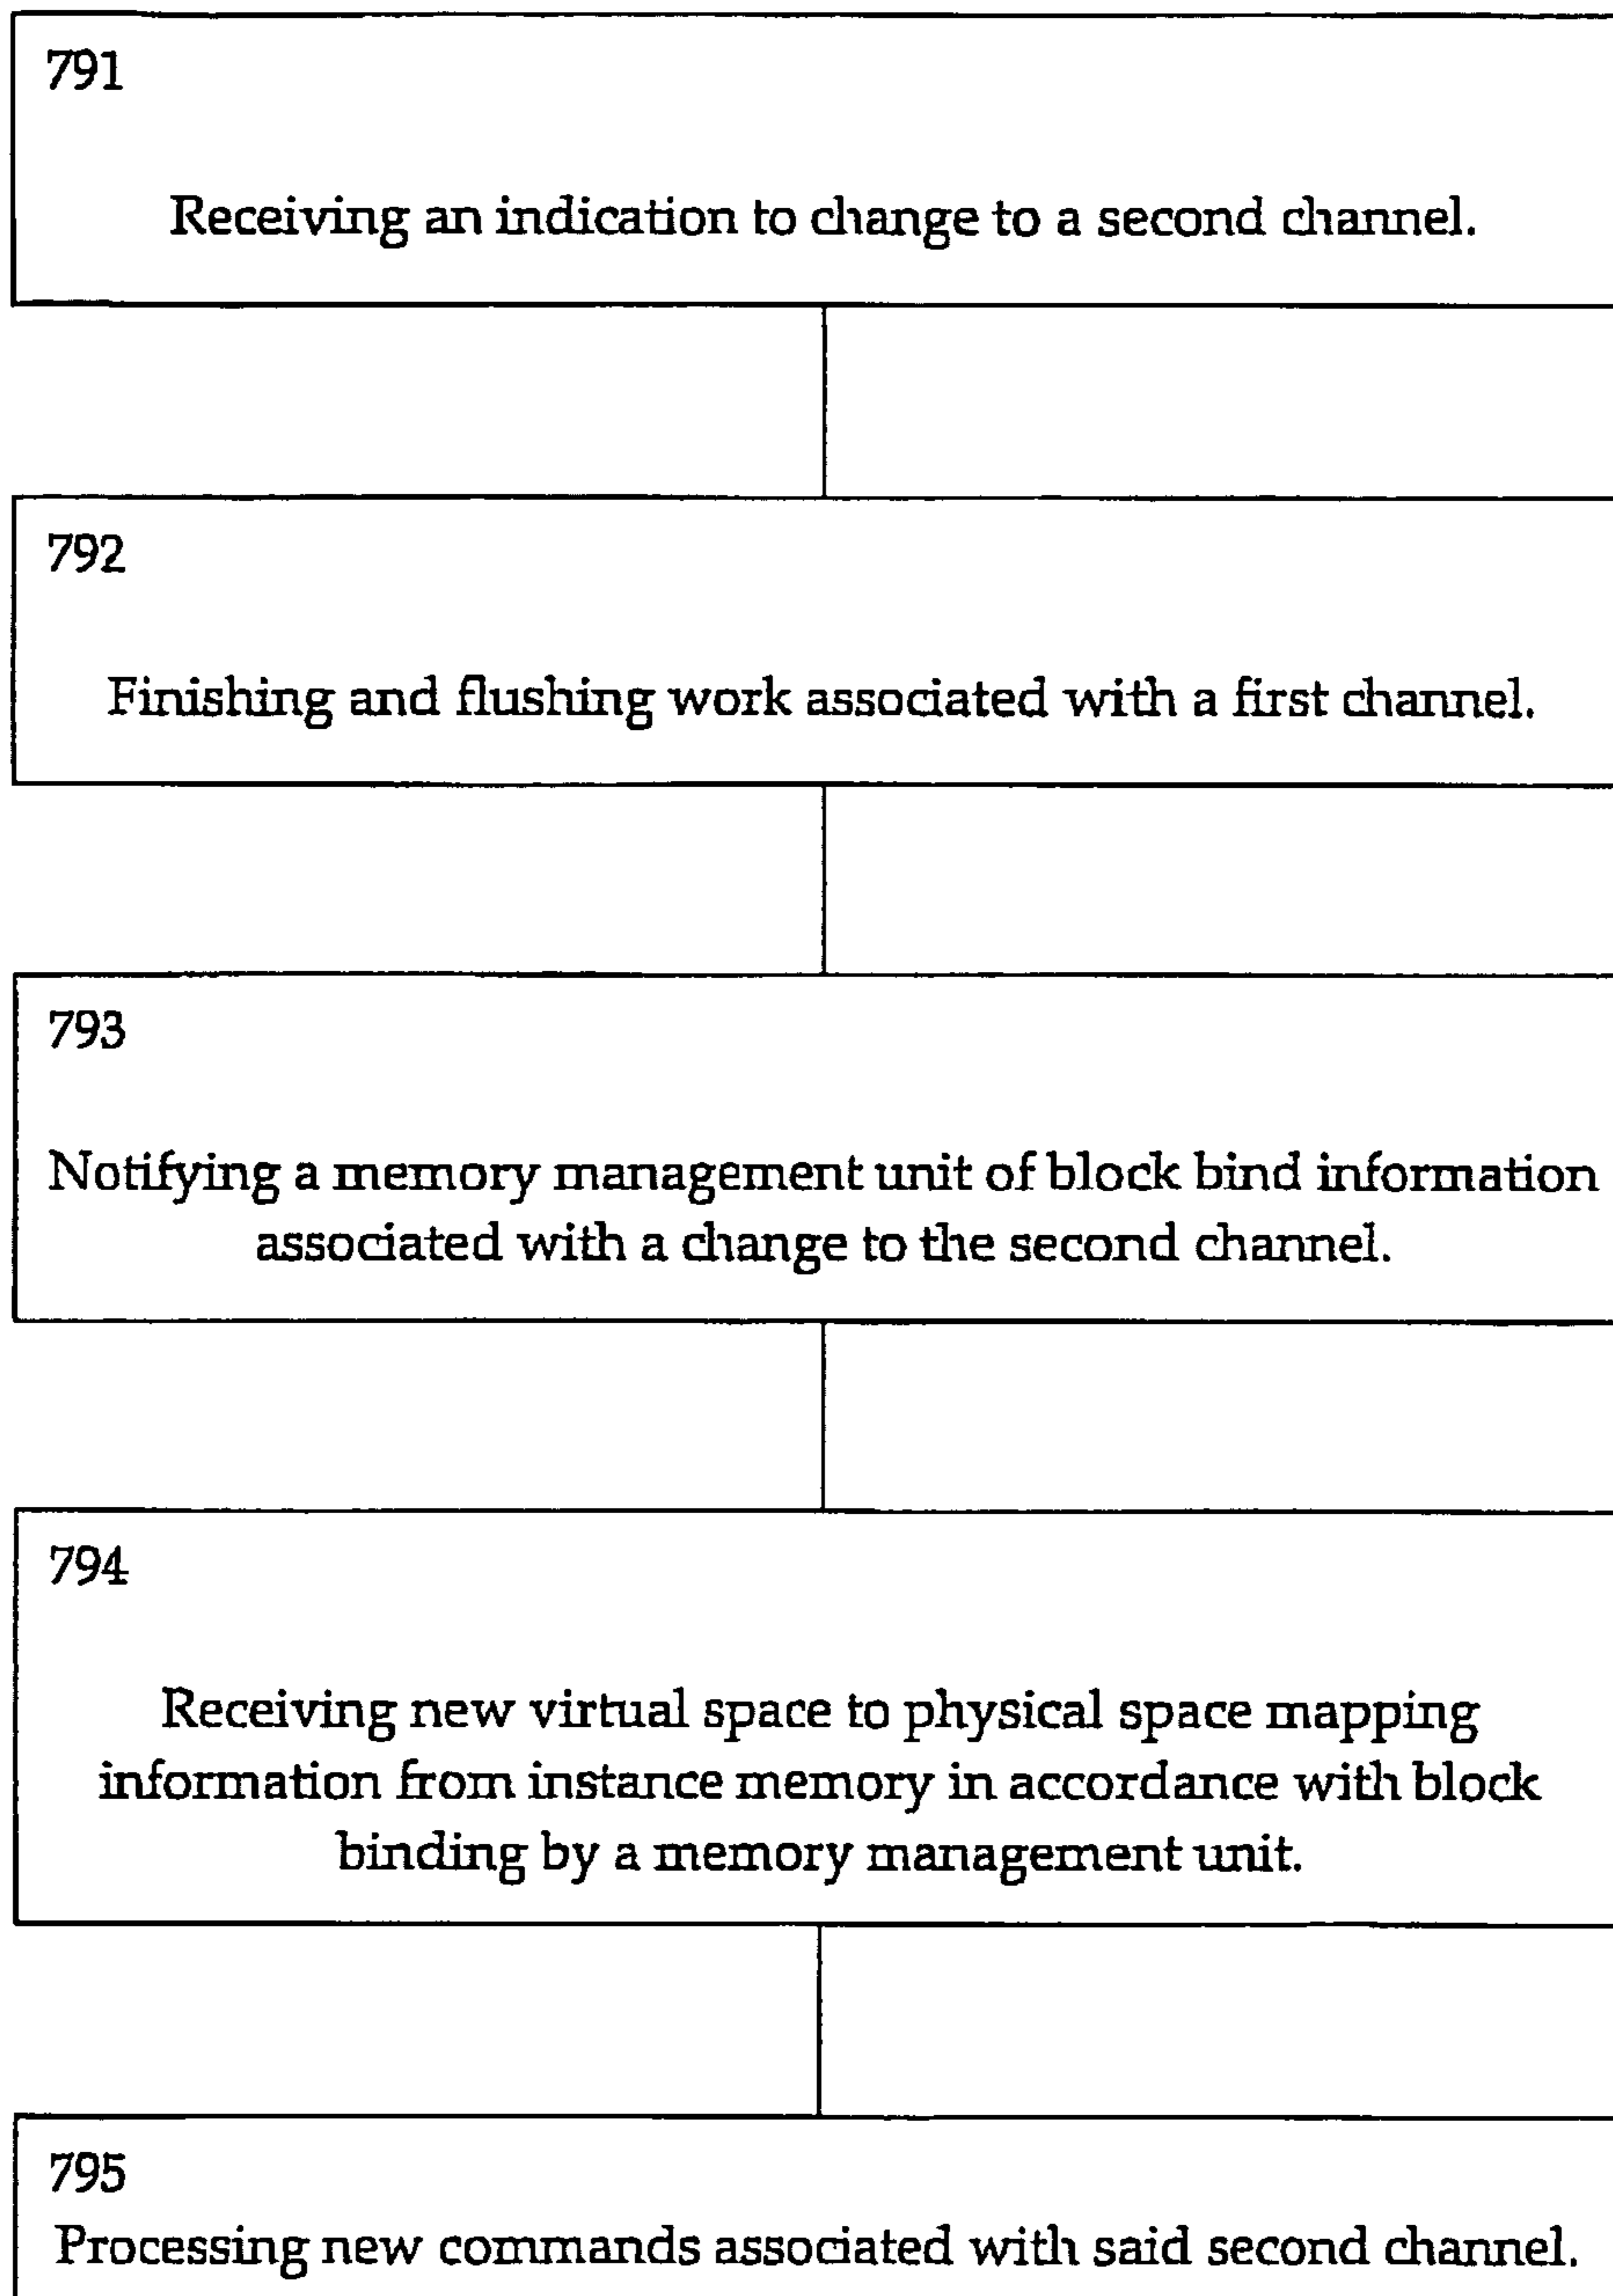 791
Receiving an indication to change to a second channel.
792
Finishing and flushing work associated with a first channel.
793
Notifying a memory management unit of block bind information
associated with a change to the second channel.
794
Receiving new virtual space to physical space mapping
information from instance memory in accordance with block
binding by a memory management unit.
795
Processing new commands associated with said second channel.